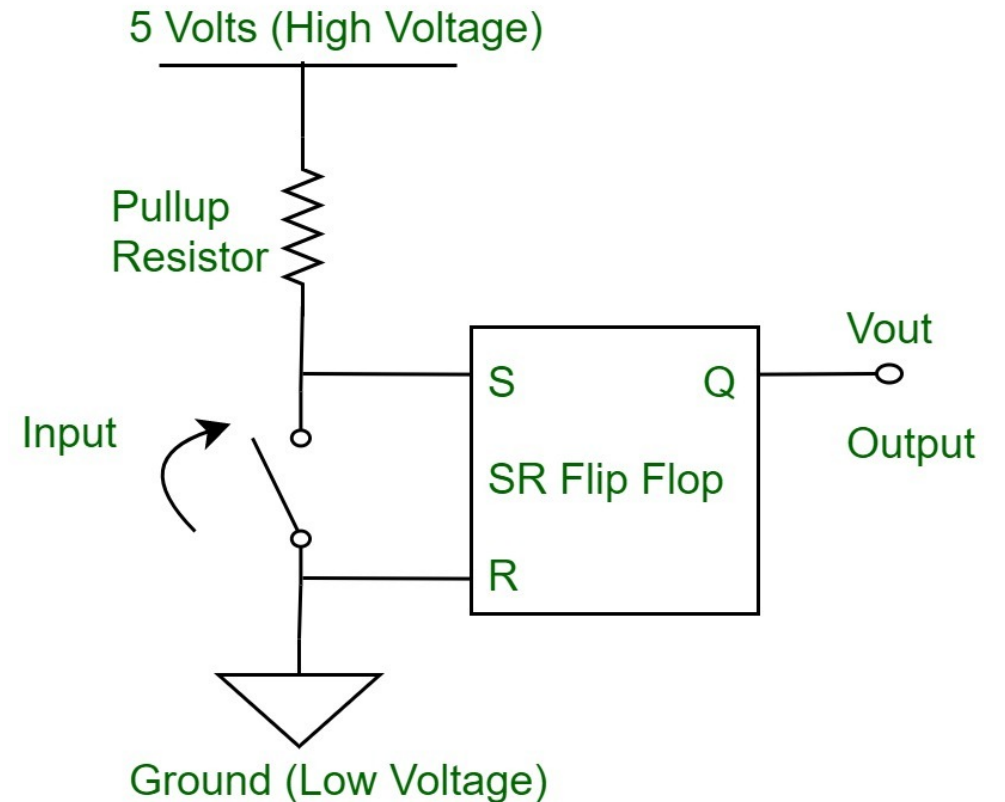 5 Volts (High Voltage)
Pullup
Resistor
Input
S
Q
SR Flip Flop
R
Vout
Output
Ground (Low Voltage)